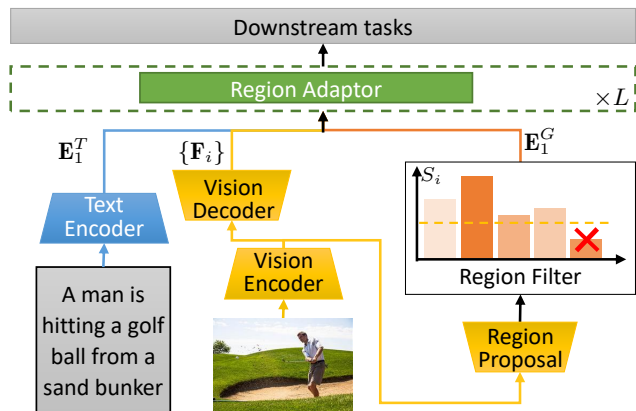 Downstream tasks
Region Adaptor
×L
E₁ᵀ
{Fᵢ}
E₁ᴳ
Text
Encoder
Vision
Decoder
Sᵢ
Region Filter
Vision
Encoder
A man is
hitting a golf
ball from a
sand bunker
Region
Proposal